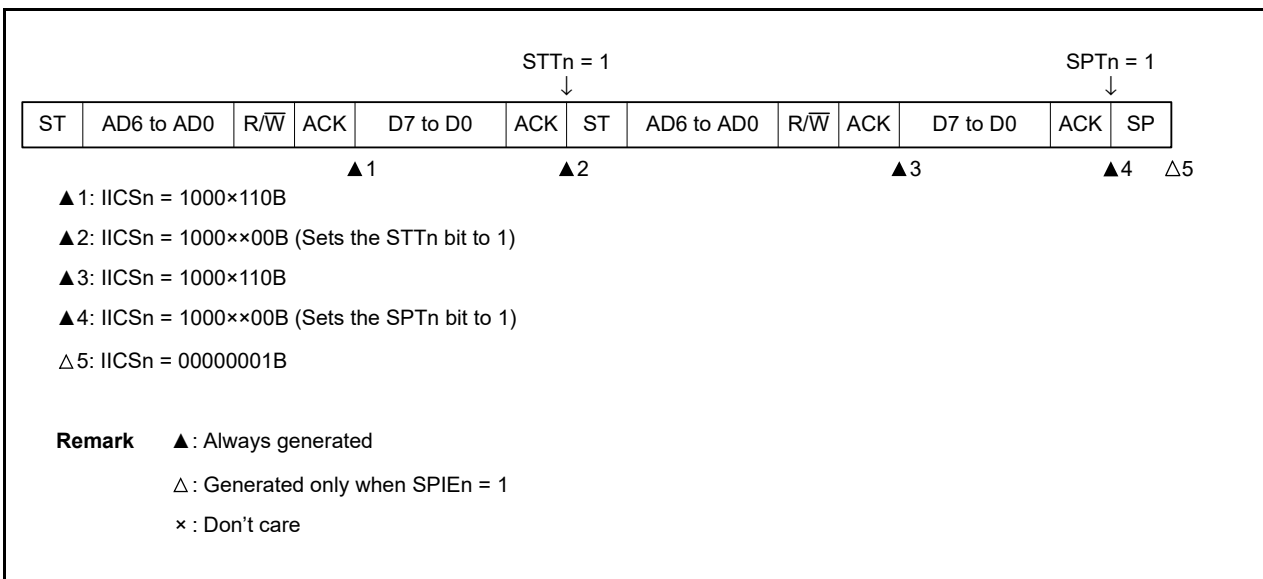 STTn = 1 SPTn = 1
↓ ↓
ST AD6 to AD0 R/W̅ ACK D7 to D0 ACK ST AD6 to AD0 R/W̅ ACK D7 to D0 ACK SP
▲1 ▲2 ▲3 ▲4 △5
▲1: IICSn = 1000×110B
▲2: IICSn = 1000××00B (Sets the STTn bit to 1)
▲3: IICSn = 1000×110B
▲4: IICSn = 1000××00B (Sets the SPTn bit to 1)
△5: IICSn = 00000001B
Remark ▲: Always generated
△: Generated only when SPIEn = 1
×: Don’t care